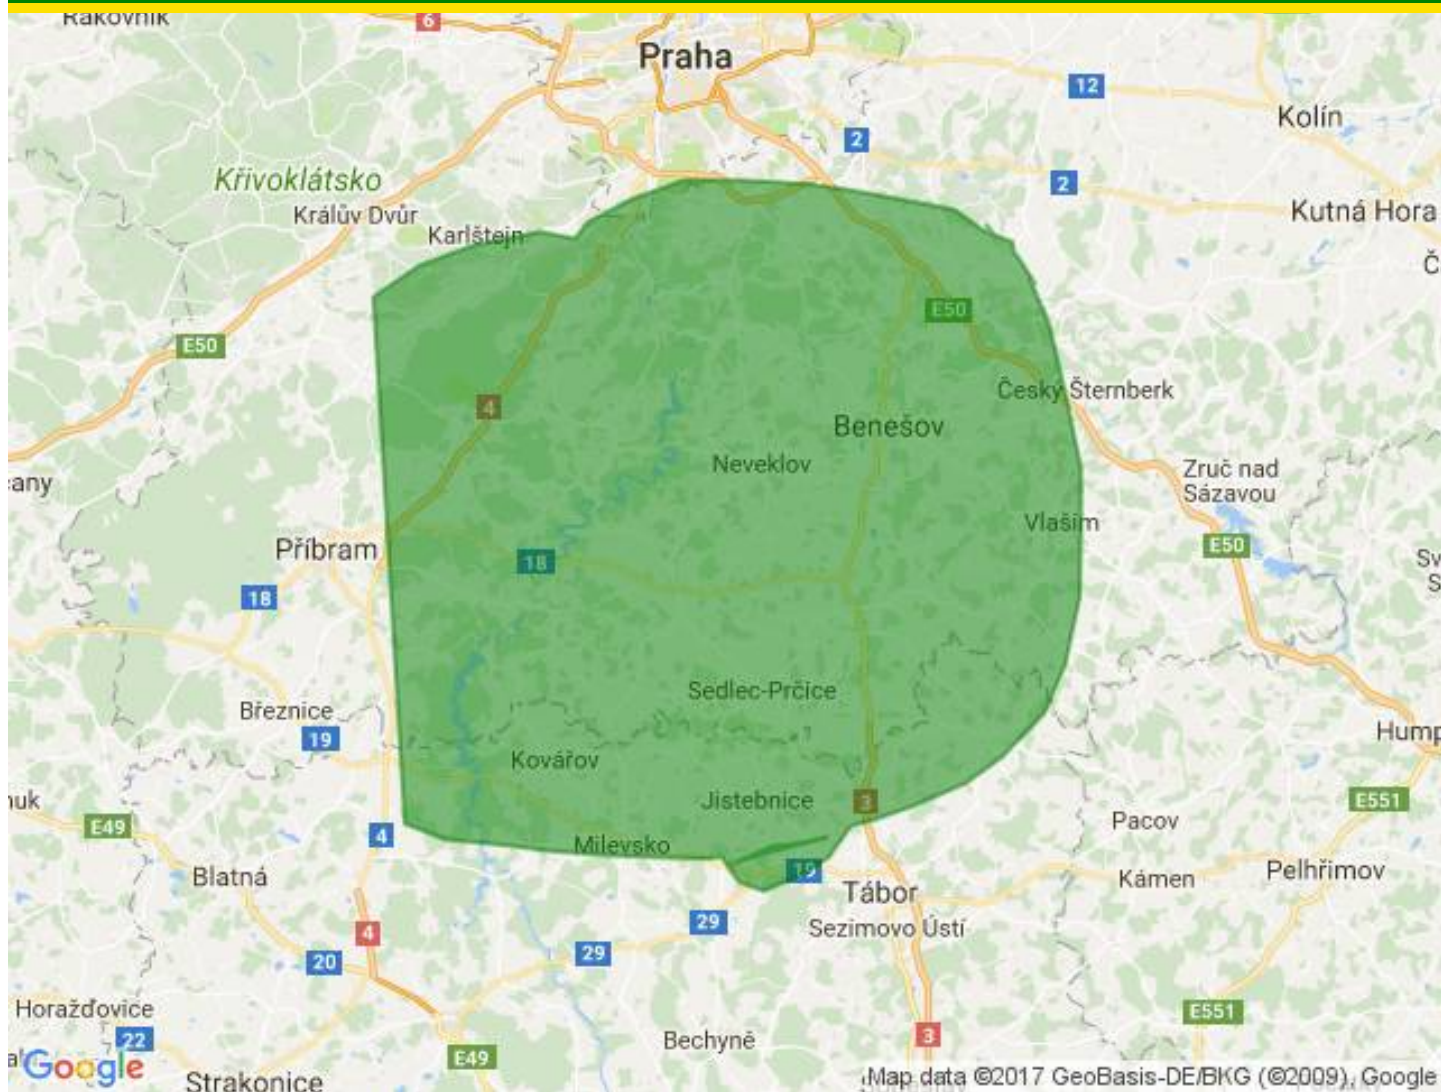 Rakovník
6
Praha
12
Kolín
2
Křivoklátsko
2
Králův Dvůr
Kutná Hora
Karlštejn
Č
E50
E50
4
Český Šternberk
Benešov
Neveklov
Zruč nad
Sázavou
any
Vlašim
Příbram
E50
18
Sv
S
18
Sedlec-Prčice
Březnice
19
Hump
Kovářov
Jistebnice
3
E551
nuk
E49
4
Pacov
Milevsko
19
Blatná
Tábor
Kámen
Pelhřimov
29
Sezimovo Ústí
4
29
20
Horažďovice
E551
22
3
Bechyně
E49
Google
Strakonice
Map data ©2017 GeoBasis-DE/BKG (©2009), Google